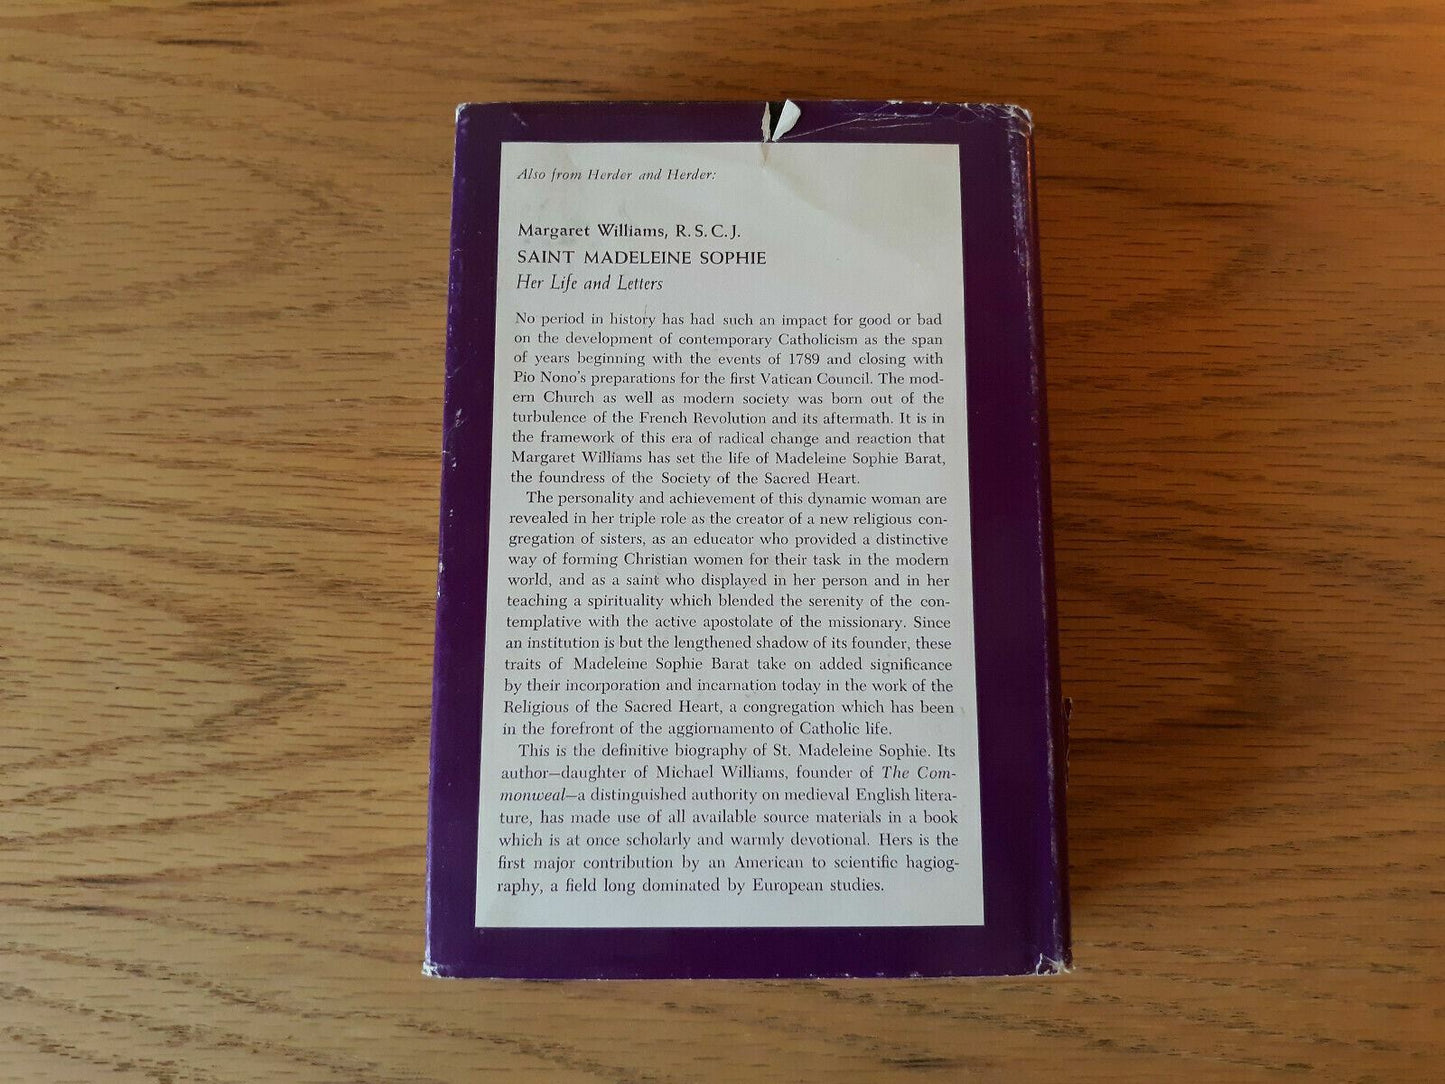 Also from Herder and Herder:
Margaret Williams, R. S. C. J.
SAINT MADELEINE SOPHIE
Her Life and Letters
No period in history has had such an impact for good or bad
on the development of contemporary Catholicism as the span
of years beginning with the events of 1789 and closing with
Pio Nono's preparations for the first Vatican Council. The mod-
ern Church as well as modern society was born out of the
turbulence of the French Revolution and its aftermath. It is in
the framework of this era of radical change and reaction that
Margaret Williams has set the life of Madeleine Sophie Barat,
the foundress of the Society of the Sacred Heart.
The personality and achievement of this dynamic woman are
revealed in her triple role as the creator of a new religious con-
gregation of sisters, as an educator who provided a distinctive
way of forming Christian women for their task in the modern
world, and as a saint who displayed in her person and in her
teaching a spirituality which blended the serenity of the con-
templative with the active apostolate of the missionary. Since
an institution is but the lengthened shadow of its founder, these
traits of Madeleine Sophie Barat take on added significance
by their incorporation and incarnation today in the work of the
Religious of the Sacred Heart, a congregation which has been
in the forefront of the aggiornamento of Catholic life.
This is the definitive biography of St. Madeleine Sophie. Its
author—daughter of Michael Williams, founder of The Com-
monweal—a distinguished authority on medieval English litera-
ture, has made use of all available source materials in a book
which is at once scholarly and warmly devotional. Hers is the
first major contribution by an American to scientific hagiog-
raphy, a field long dominated by European studies.